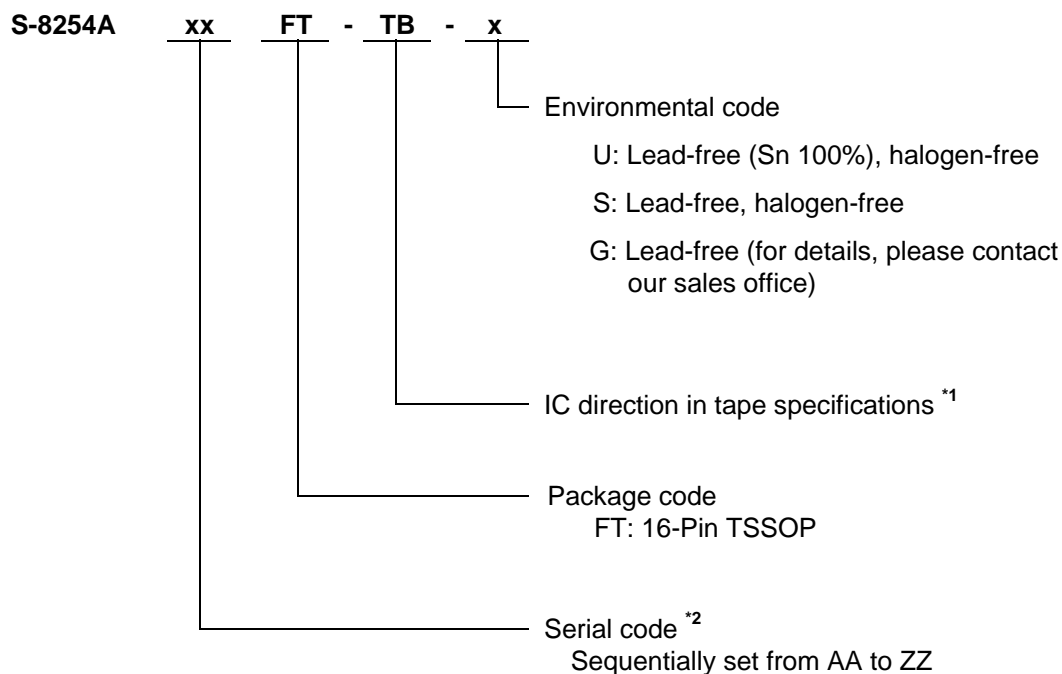 S-8254A xx FT - TB - x
Environmental code
U: Lead-free (Sn 100%), halogen-free
S: Lead-free, halogen-free
G: Lead-free (for details, please contact
our sales office)
IC direction in tape specifications *1
Package code
FT: 16-Pin TSSOP
Serial code *2
Sequentially set from AA to ZZ